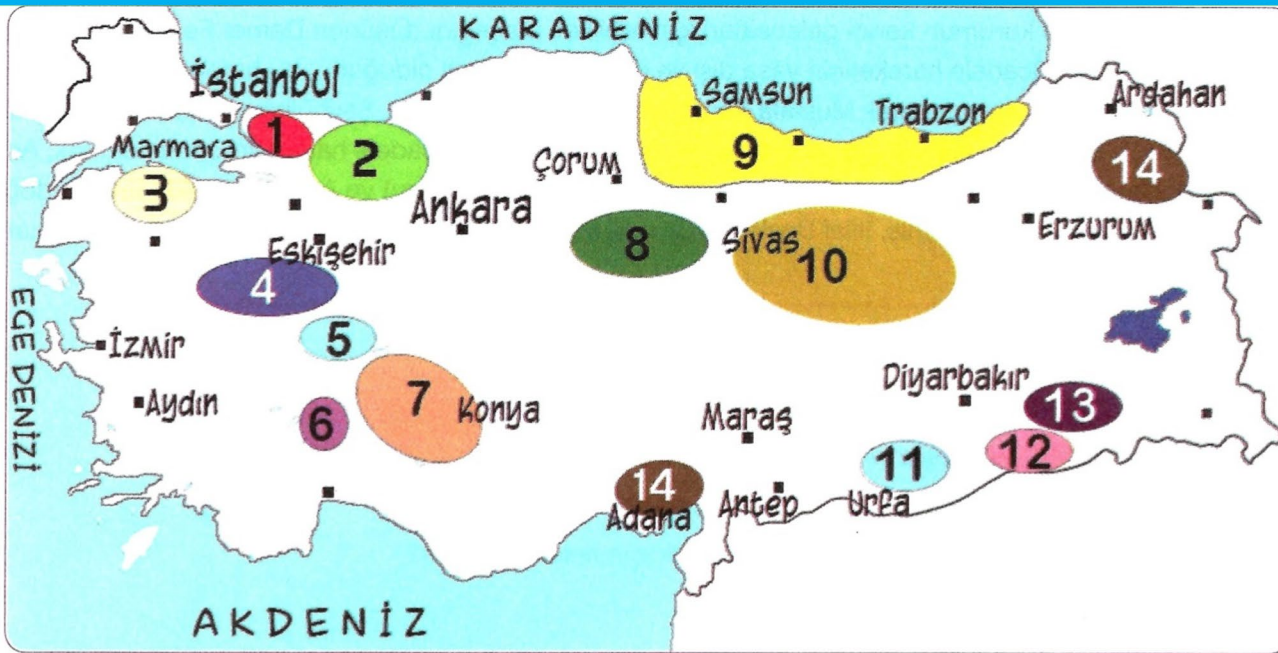 KARADENİZ
İstanbul
Samsun
Ardahan
Trabzon
1
Marmara
2
9
Çorum
14
3
Ankara
Erzurum
8
Sivas
10
Eskişehir
4
EGE DENİZİ
5
İzmir
Diyarbakır
7
Aydın
6
Konya
Maraş
13
12
11
14
Adana
Antep
Urfa
AKDENİZ